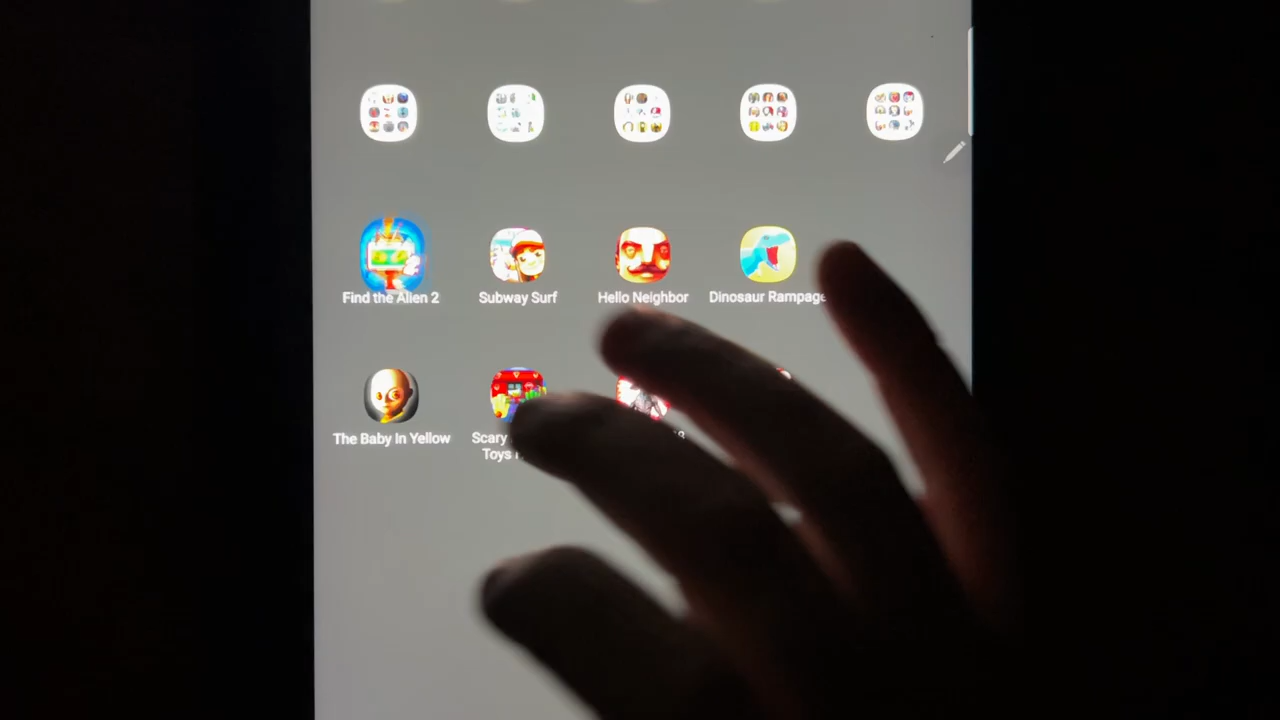 Find the Alien 2
Subway Surf
Hello Neighbor
Dinosaur Rampage
The Baby In Yellow
Scary
Toys